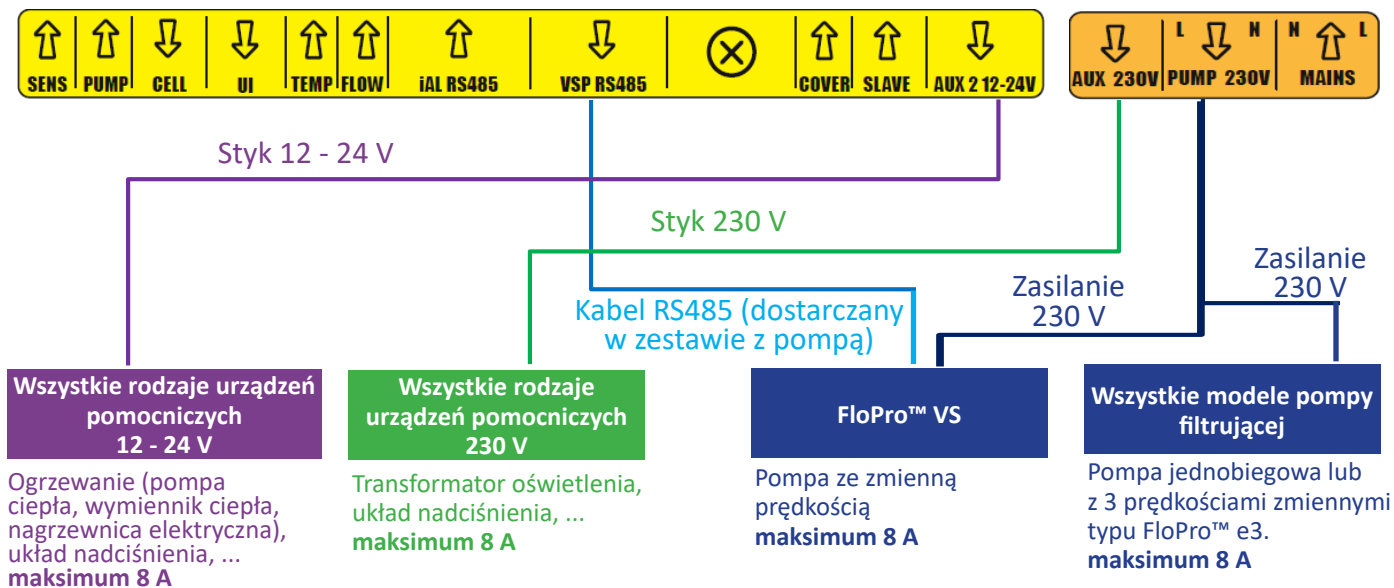 SENS PUMP CELL UI TEMP FLOW iAL RS485 VSP RS485 COVER SLAVE AUX 2 12-24V
L N N L
AUX 230V PUMP 230V MAINS
Styk 12 - 24 V
Styk 230 V
Kabel RS485 (dostarczany
w zestawie z pompą)
Zasilanie
230 V
Zasilanie
230 V
Wszystkie rodzaje urządzeń
pomocniczych
12 - 24 V
Ogrzewanie (pompa
ciepła, wymiennik ciepła,
nagrzewnica elektryczna),
układ nadciśnienia, ...
maksimum 8 A
Wszystkie rodzaje
urządzeń pomocniczych
230 V
Transformator oświetlenia,
układ nadciśnienia, ...
maksimum 8 A
FloPro™ VS
Pompa ze zmienną
prędkością
maksimum 8 A
Wszystkie modele pompy
filtrującej
Pompa jednobiegowa lub
z 3 prędkościami zmiennymi
typu FloPro™ e3.
maksimum 8 A